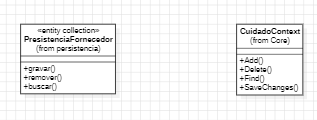 «entity collection»
PresistenciaFornecedor
(from persistencia)
+gravar()
+remover()
+buscar()
CuidadoContext
(from Core)
+Add()
+Delete()
+Find()
+SaveChanges()